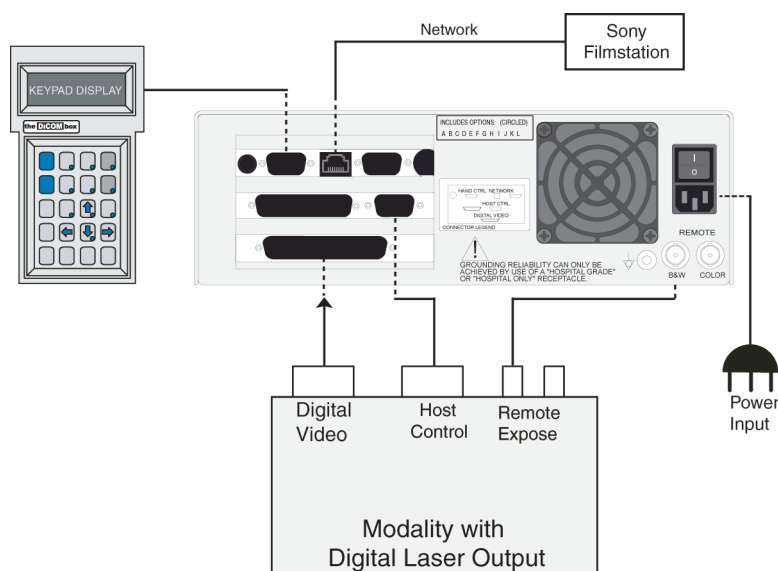 Network
Sony
Filmstation
KEYPAD DISPLAY
the DiCOM box
INCLUDES OPTIONS: (CIRCLED)
A B C D E F G H I J K L
HAND CTRL NETWORK
HOST CTRL
DIGITAL VIDEO
CONNECTOR LEGEND
!
GROUNDING RELIABILITY CAN ONLY BE
ACHIEVED BY USE OF A "HOSPITAL GRADE"
OR "HOSPITAL ONLY" RECEPTACLE.
I
O
REMOTE
B&W
COLOR
Power
Input
Digital
Video
Host
Control
Remote
Expose
Modality with
Digital Laser Output